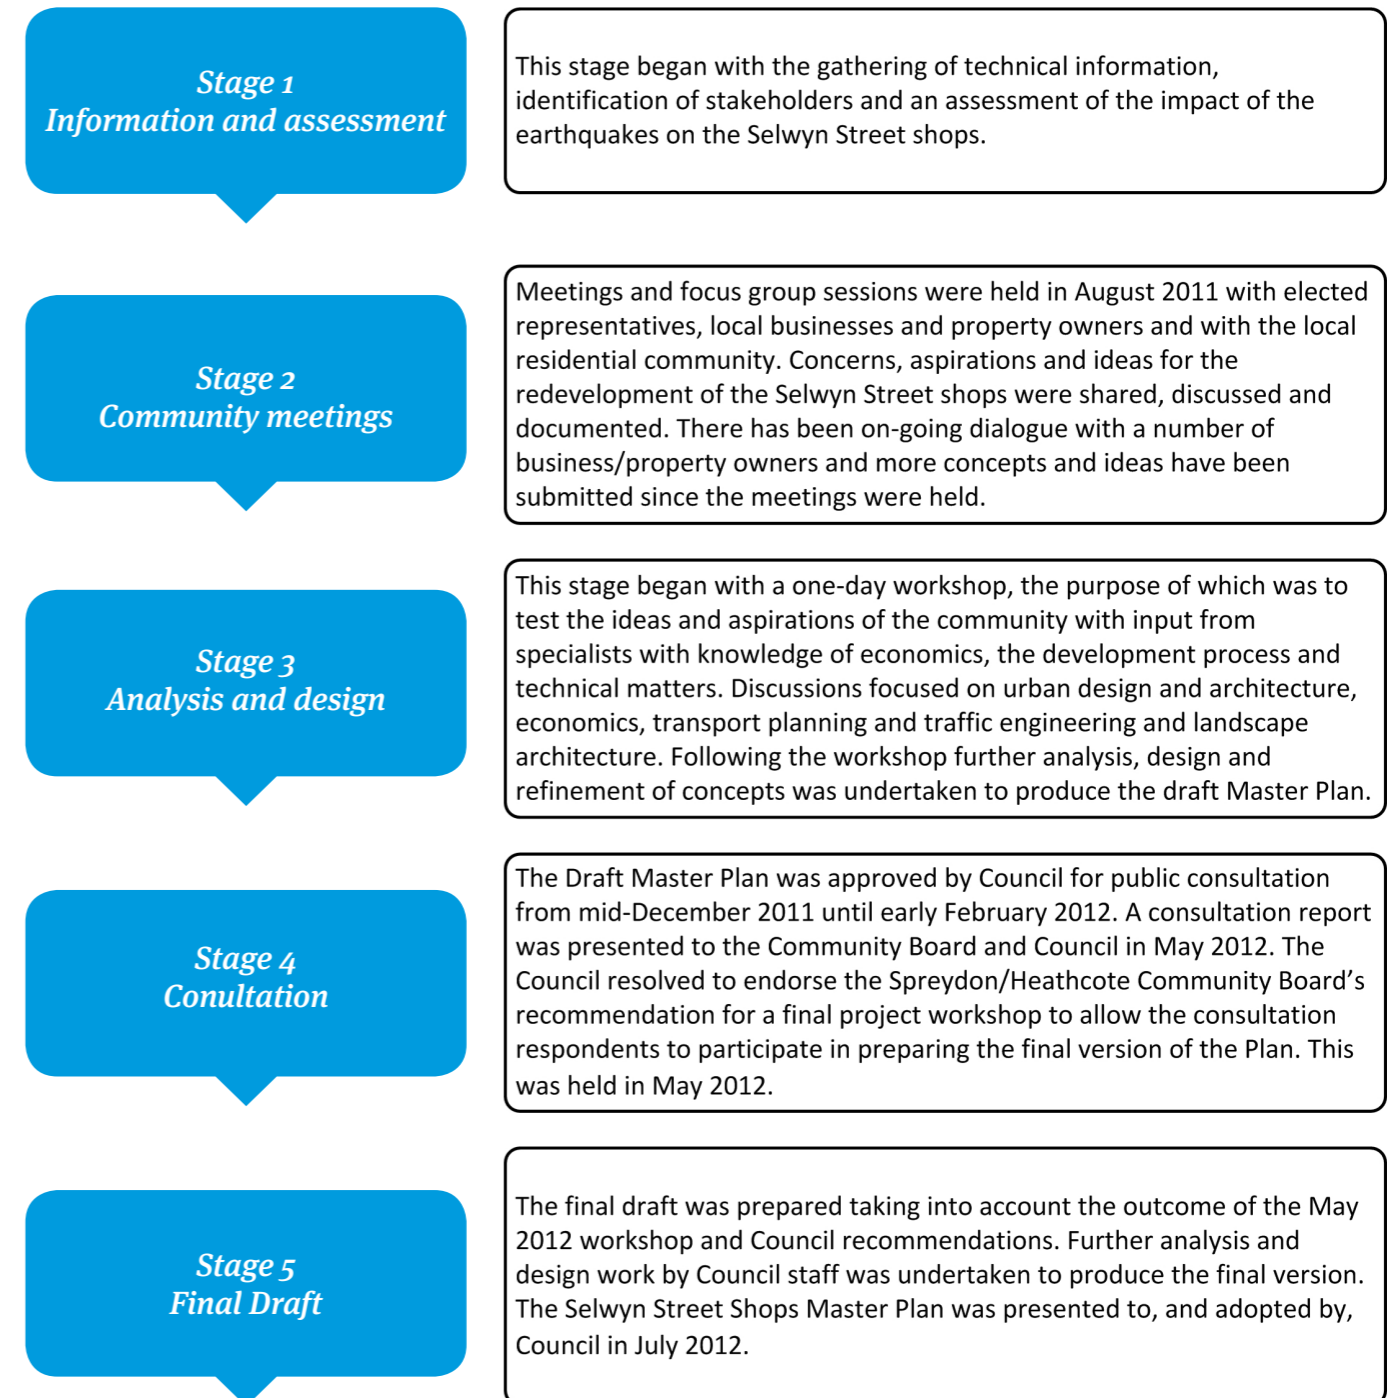 Stage 1
Information and assessment
This stage began with the gathering of technical information,
identification of stakeholders and an assessment of the impact of the
earthquakes on the Selwyn Street shops.
Stage 2
Community meetings
Meetings and focus group sessions were held in August 2011 with elected
representatives, local businesses and property owners and with the local
residential community. Concerns, aspirations and ideas for the
redevelopment of the Selwyn Street shops were shared, discussed and
documented. There has been on-going dialogue with a number of
business/property owners and more concepts and ideas have been
submitted since the meetings were held.
Stage 3
Analysis and design
This stage began with a one-day workshop, the purpose of which was to
test the ideas and aspirations of the community with input from
specialists with knowledge of economics, the development process and
technical matters. Discussions focused on urban design and architecture,
economics, transport planning and traffic engineering and landscape
architecture. Following the workshop further analysis, design and
refinement of concepts was undertaken to produce the draft Master Plan.
Stage 4
Conultation
The Draft Master Plan was approved by Council for public consultation
from mid-December 2011 until early February 2012. A consultation report
was presented to the Community Board and Council in May 2012. The
Council resolved to endorse the Spreydon/Heathcote Community Board’s
recommendation for a final project workshop to allow the consultation
respondents to participate in preparing the final version of the Plan. This
was held in May 2012.
Stage 5
Final Draft
The final draft was prepared taking into account the outcome of the May
2012 workshop and Council recommendations. Further analysis and
design work by Council staff was undertaken to produce the final version.
The Selwyn Street Shops Master Plan was presented to, and adopted by,
Council in July 2012.